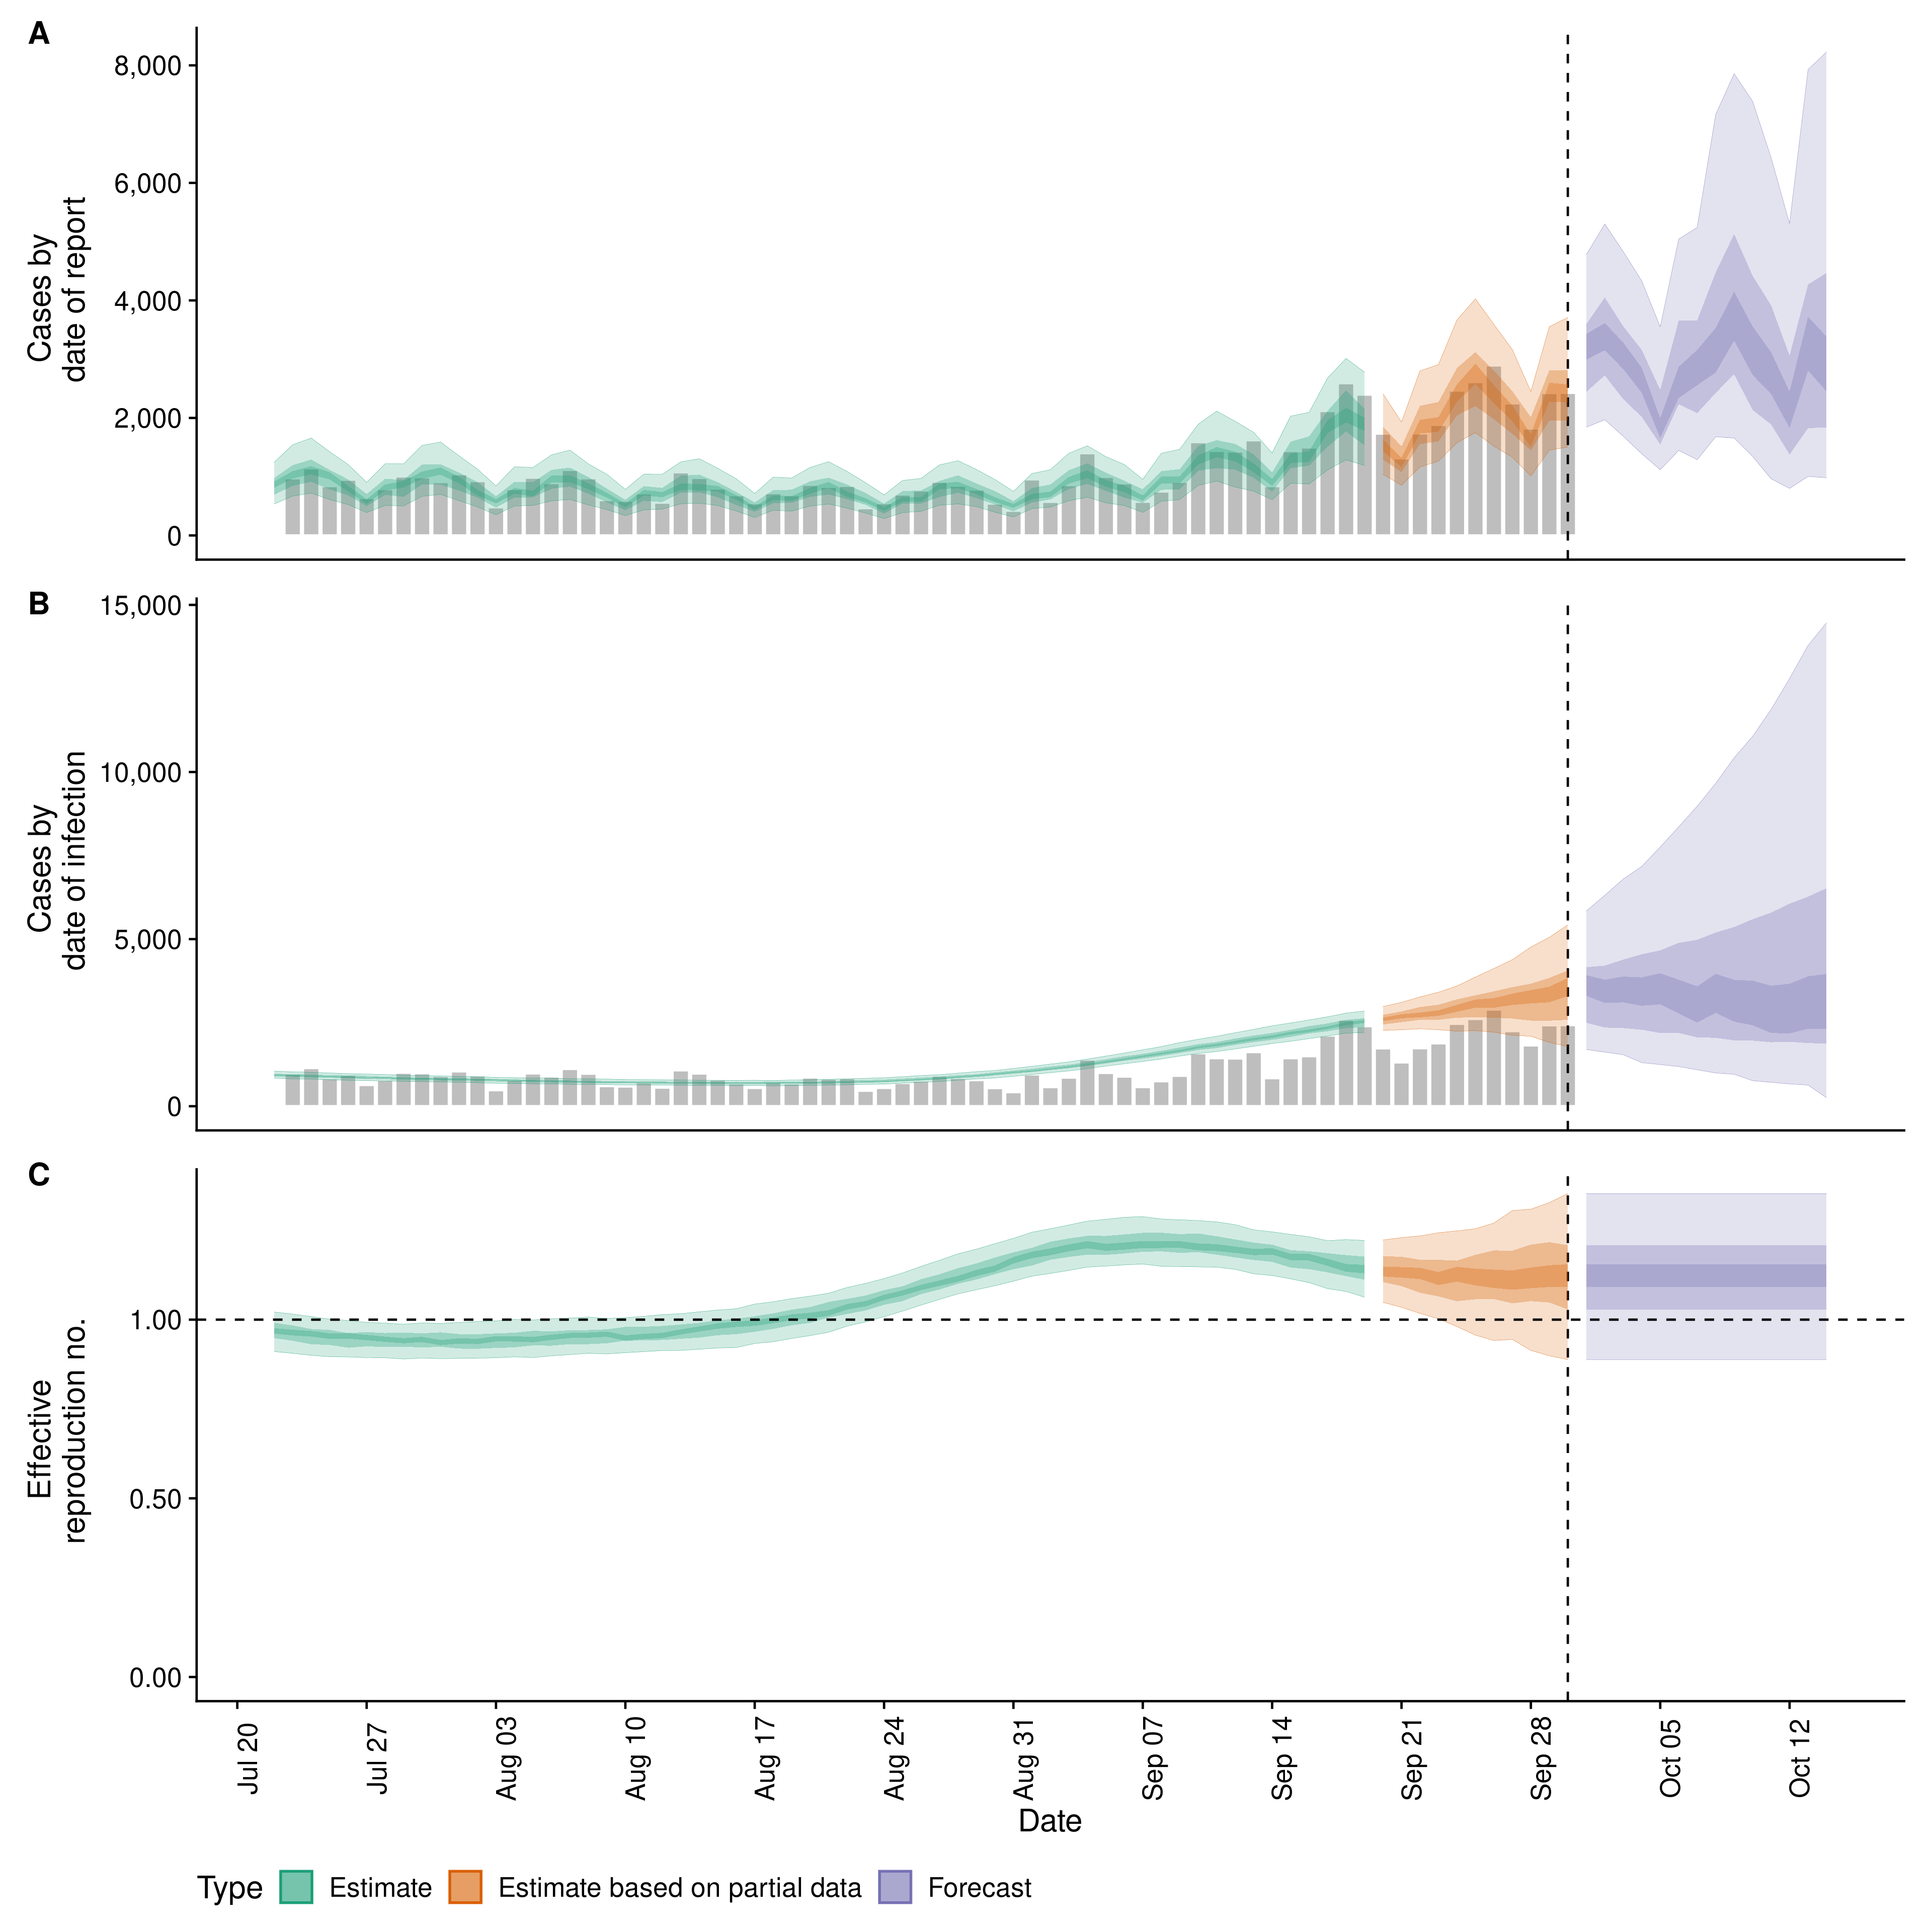 A
8,000
6,000
4,000
2,000
0
Cases by
date of report
B
15,000
10,000
5,000
0
Cases by
date of infection
C
1.00
0.50
0.00
Effective
reproduction no.
Jul 20
Jul 27
Aug 03
Aug 10
Aug 17
Aug 24
Aug 31
Sep 07
Sep 14
Sep 21
Sep 28
Oct 05
Oct 12
Date
Type Estimate Estimate based on partial data Forecast